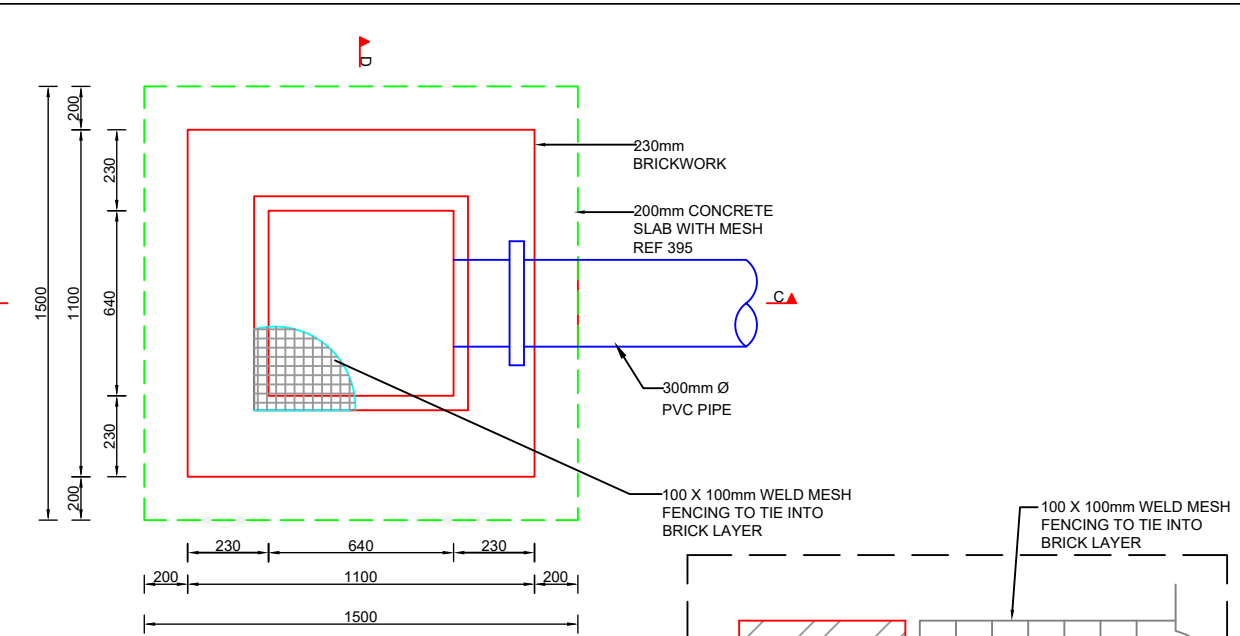 D
200
230
1500
1100
640
230
200
230mm
BRICKWORK
200mm CONCRETE
SLAB WITH MESH
REF 395
C
300mm Ø
PVC PIPE
100 X 100mm WELD MESH
FENCING TO TIE INTO
BRICK LAYER
100 X 100mm WELD MESH
FENCING TO TIE INTO
BRICK LAYER
230 640 230
200 1100 200
1500